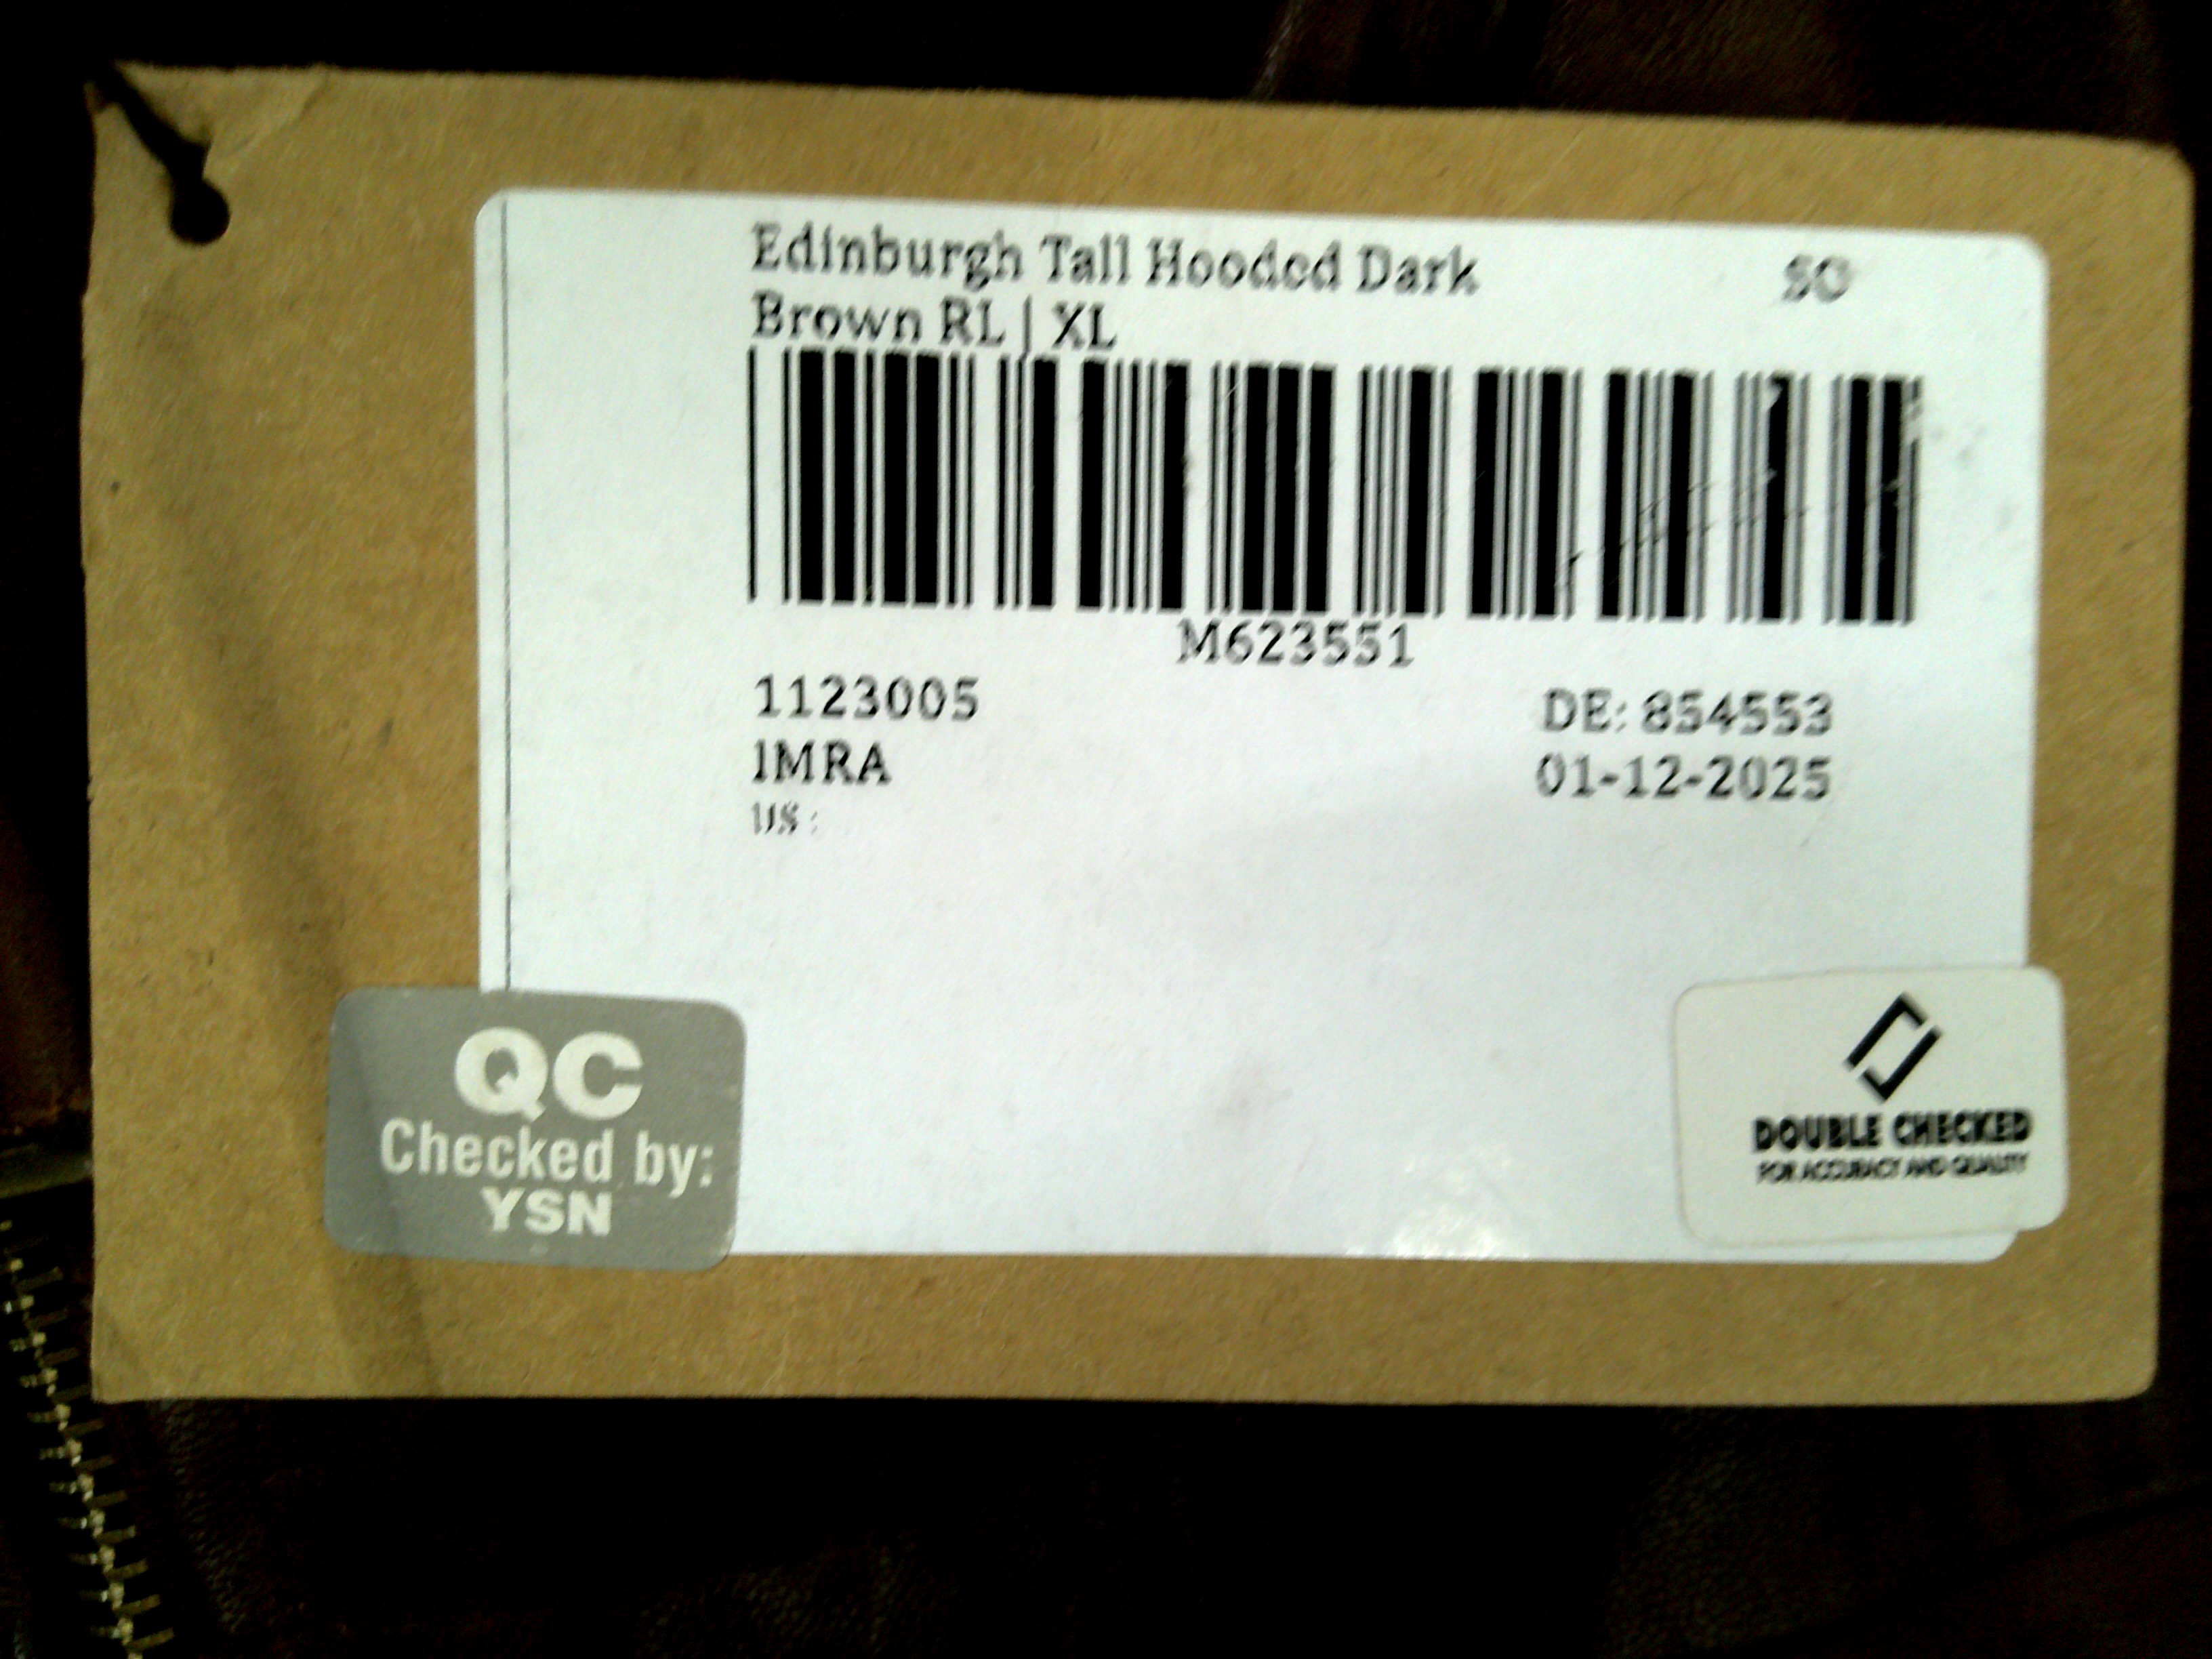 Edinburgh Tall Hooded Dark
Brown RL | XL
SO
M623551
1123005
DE: 854553
IMRA
01-12-2025
US :
QC
Checked by:
YSN
DOUBLE CHECKED
FOR ACCURACY AND QUALITY